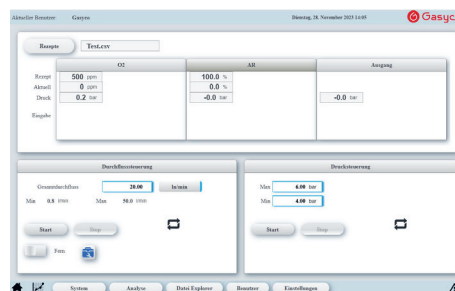 Aktueller Benutzer Gasyco Dienstag, 28. November 2023 14:05 Gasyc
Rezepte Test.csv
O2 AR Ausgang
Rezept 500 ppm 100.0 %
Aktuell 0 ppm 0.0 %
Druck 0.2 bar -0.0 bar -0.0 bar
Eingabe
Durchflusssteuerung Drucksteuerung
Gesamtdurchfluss 20.00 ln/min Max 6.00 bar
Min 0.8 Max 50.0 Min 4.00 bar
Start Stop Start Stop
Fern
System Analyse Datei Explorer Benutzer Einstellungen